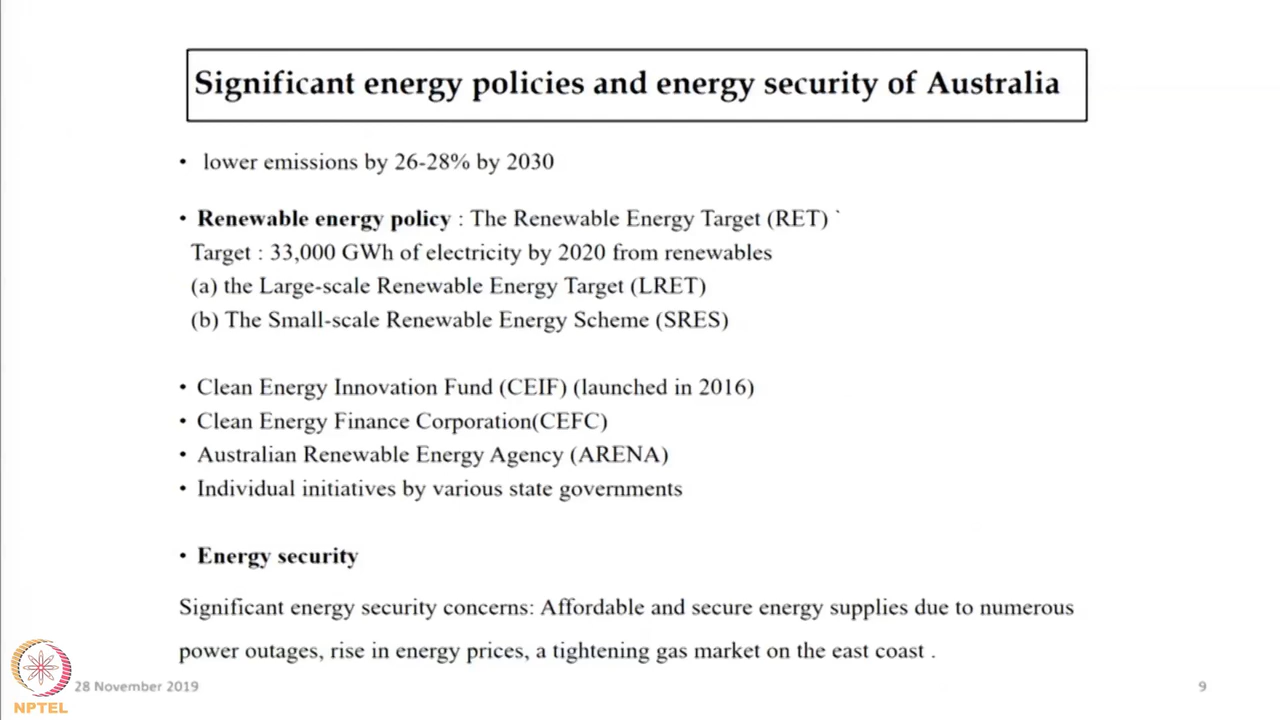 Significant energy policies and energy security of Australia
• lower emissions by 26-28% by 2030
• Renewable energy policy : The Renewable Energy Target (RET) `
Target : 33,000 GWh of electricity by 2020 from renewables
(a) the Large-scale Renewable Energy Target (LRET)
(b) The Small-scale Renewable Energy Scheme (SRES)
• Clean Energy Innovation Fund (CEIF) (launched in 2016)
• Clean Energy Finance Corporation(CEFC)
• Australian Renewable Energy Agency (ARENA)
• Individual initiatives by various state governments
• Energy security
Significant energy security concerns: Affordable and secure energy supplies due to numerous
power outages, rise in energy prices, a tightening gas market on the east coast .
28 November 2019
9
NPTEL